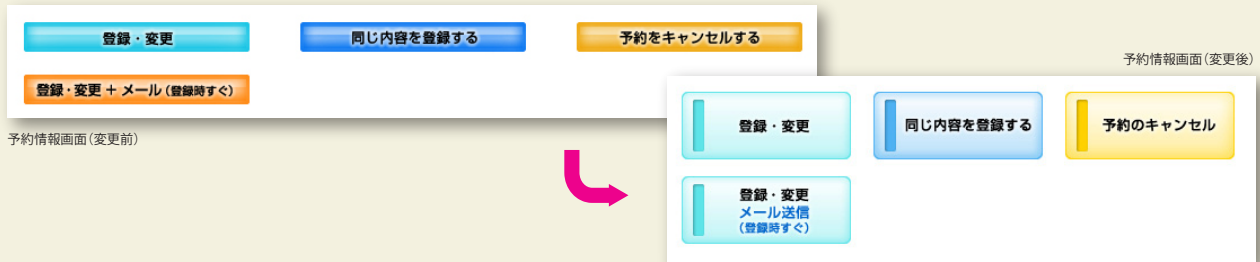 登録・変更
同じ内容を登録する
予約をキャンセルする
登録・変更 + メール(登録時すぐ)
予約情報画面(変更前)
予約情報画面(変更後)
登録・変更
同じ内容を登録する
予約のキャンセル
登録・変更
メール送信
(登録時すぐ)